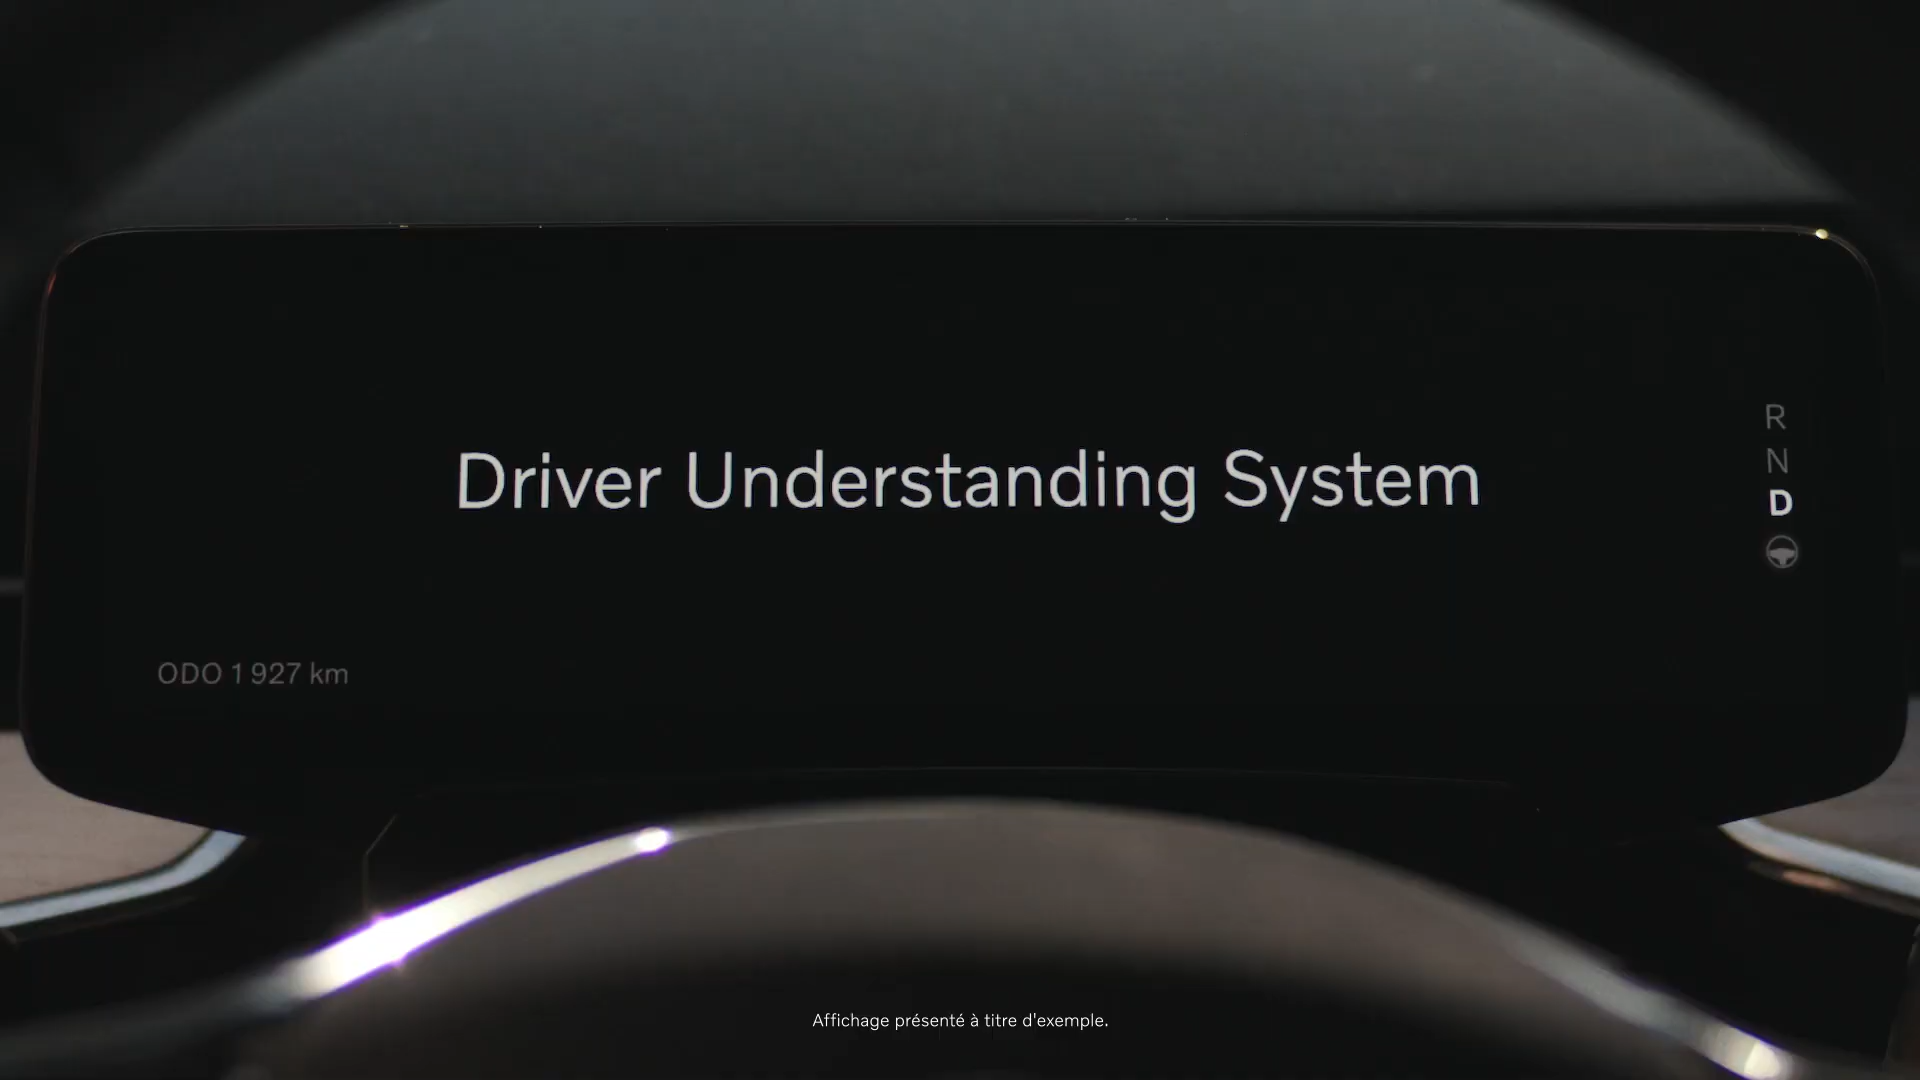 Driver Understanding System
R
N
D
ODO 1 927 km
Affichage présenté à titre d'exemple.